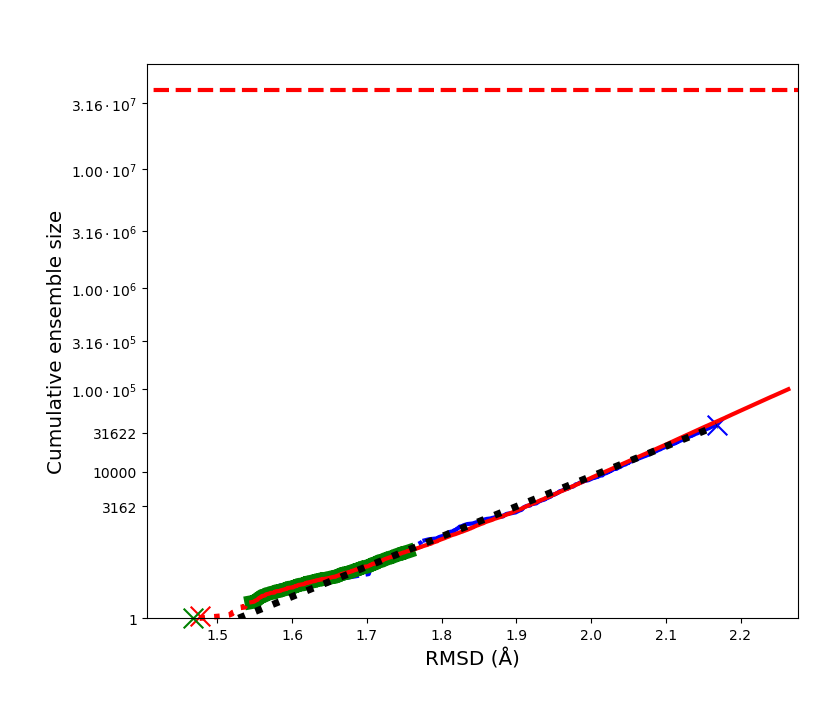 Cumulative ensemble size
3.16 · 10⁷
1.00 · 10⁷
3.16 · 10⁶
1.00 · 10⁶
3.16 · 10⁵
1.00 · 10⁵
31622
10000
3162
1
1.5 1.6 1.7 1.8 1.9 2.0 2.1 2.2
RMSD (Å)